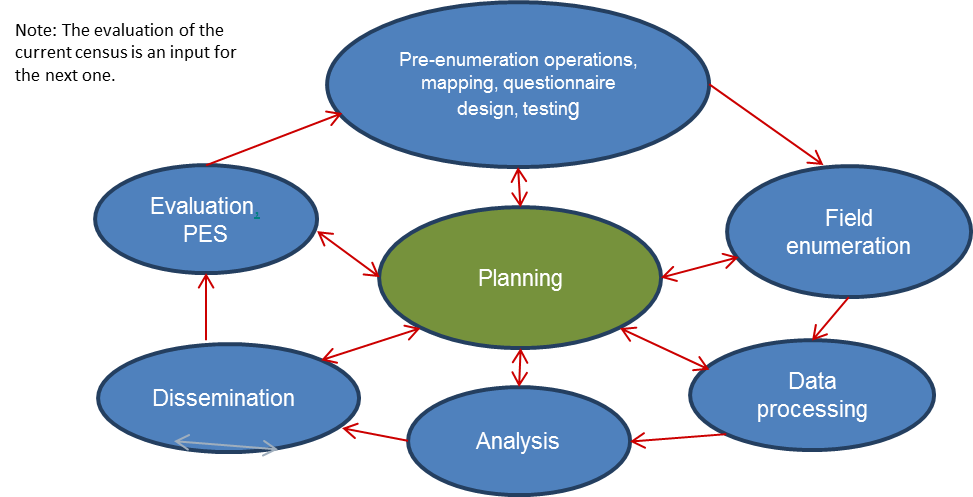 Note: The evaluation of the
current census is an input for
the next one.
Pre-enumeration operations,
mapping, questionnaire
design, testing
Evaluation,
PES
Field
enumeration
Planning
Dissemination
Data
processing
Analysis